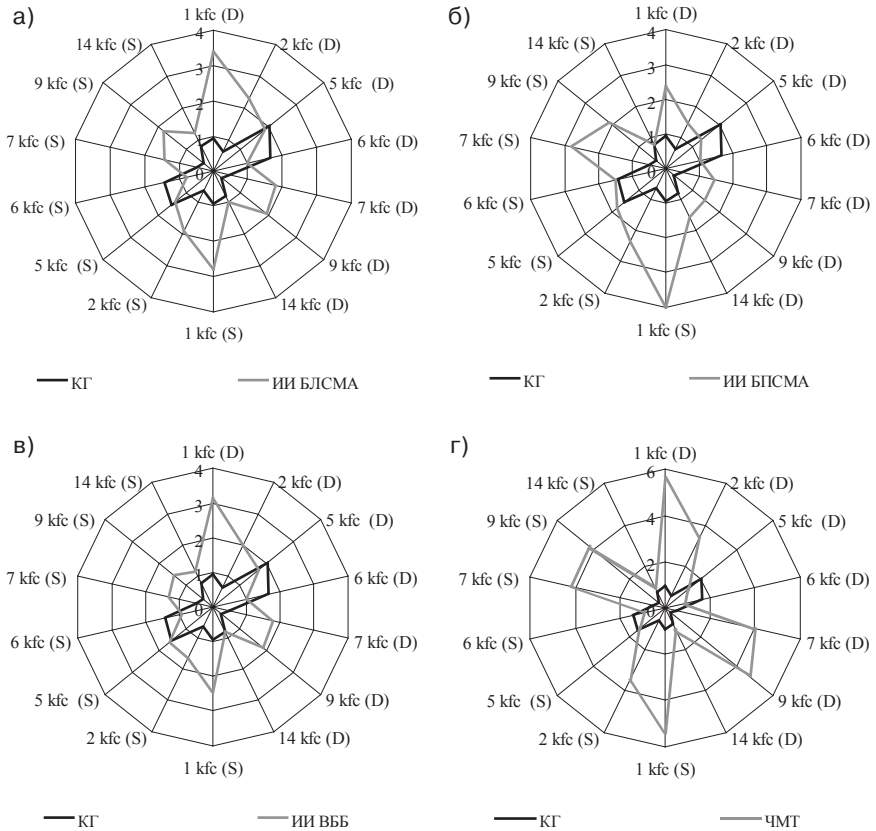 а)
1 kfc (D)
2 kfc (D)
5 kfc (D)
6 kfc (D)
7 kfc (D)
9 kfc (D)
14 kfc (D)
1 kfc (S)
2 kfc (S)
5 kfc (S)
6 kfc (S)
7 kfc (S)
9 kfc (S)
14 kfc (S)
4
3
2
1
0
КГ
ИИ БЛСМА
б)
1 kfc (D)
2 kfc (D)
5 kfc (D)
6 kfc (D)
7 kfc (D)
9 kfc (D)
14 kfc (D)
1 kfc (S)
2 kfc (S)
5 kfc (S)
6 kfc (S)
7 kfc (S)
9 kfc (S)
14 kfc (S)
4
3
2
1
0
КГ
ИИ БПСМА
в)
1 kfc (D)
2 kfc (D)
5 kfc (D)
6 kfc (D)
7 kfc (D)
9 kfc (D)
14 kfc (D)
1 kfc (S)
2 kfc (S)
5 kfc (S)
6 kfc (S)
7 kfc (S)
9 kfc (S)
14 kfc (S)
4
3
2
1
0
КГ
ИИ ВББ
г)
1 kfc (D)
2 kfc (D)
5 kfc (D)
6 kfc (D)
7 kfc (D)
9 kfc (D)
14 kfc (D)
1 kfc (S)
2 kfc (S)
5 kfc (S)
6 kfc (S)
7 kfc (S)
9 kfc (S)
14 kfc (S)
6
4
2
0
КГ
ЧМТ